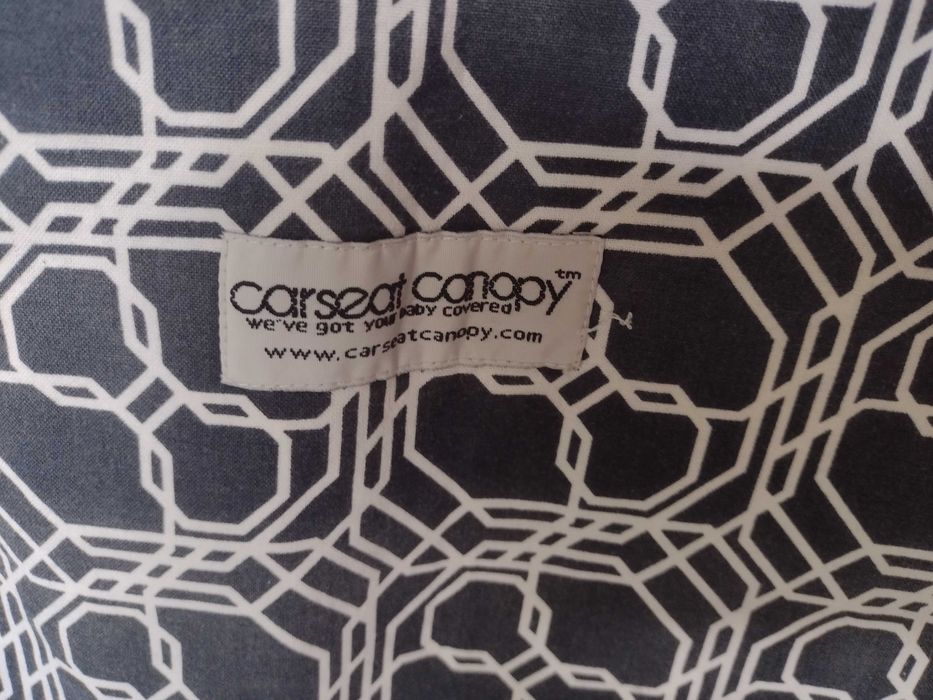 carseat canopy™
we've got your baby covered
www.carseatcanopy.com